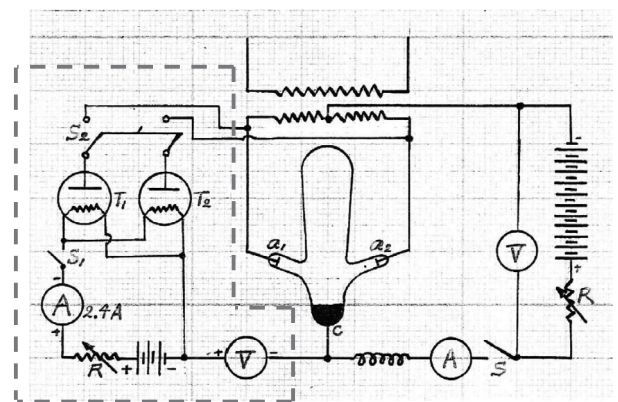 S2
T1
T2
a1
a2
S1
-
A
2.4A
+
R
+
-
+
V
-
C
A
S
V
-
+
R